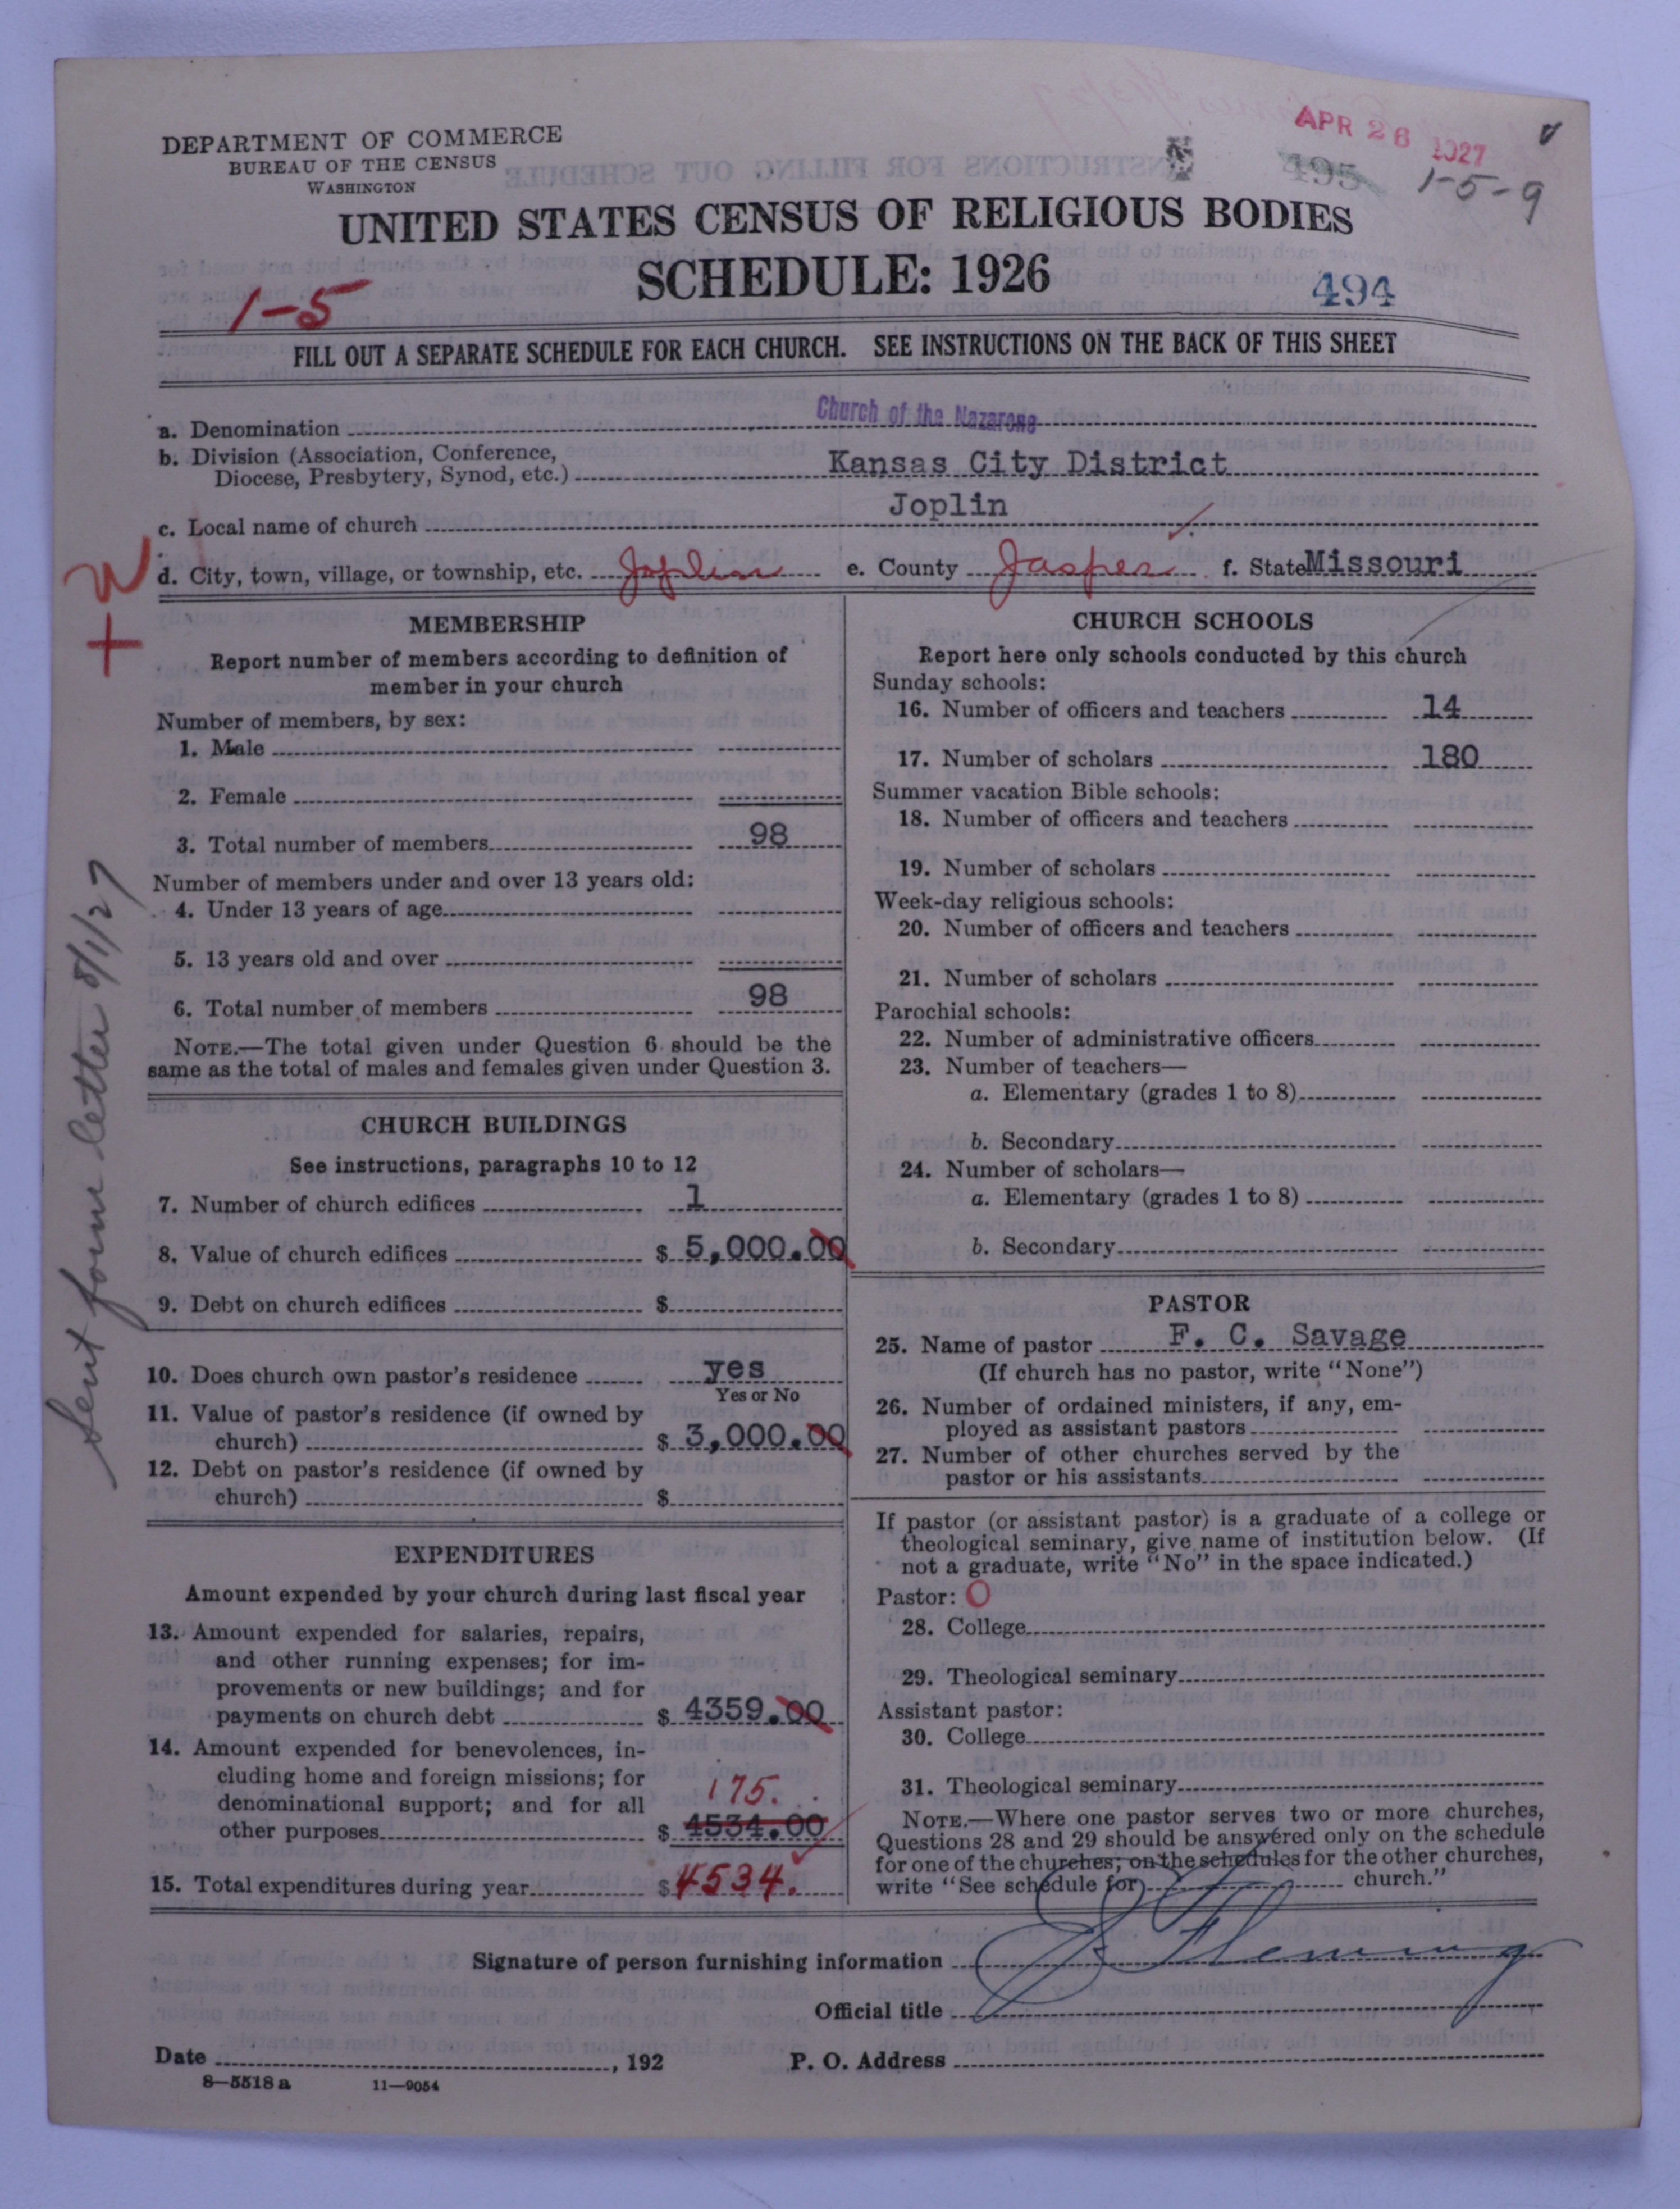 APR 26 1927
DEPARTMENT OF COMMERCE
BUREAU OF THE CENSUS
WASHINGTON
495
1-5-9
UNITED STATES CENSUS OF RELIGIOUS BODIES
SCHEDULE: 1926
494
1-5
FILL OUT A SEPARATE SCHEDULE FOR EACH CHURCH. SEE INSTRUCTIONS ON THE BACK OF THIS SHEET
a. Denomination Church of the Nazarene
b. Division (Association, Conference,
Diocese, Presbytery, Synod, etc.) Kansas City District
c. Local name of church Joplin
d. City, town, village, or township, etc. Joplin e. County Jasper f. State Missouri
MEMBERSHIP
Report number of members according to definition of
member in your church
Number of members, by sex:
1. Male
2. Female
3. Total number of members 98
Number of members under and over 13 years old:
4. Under 13 years of age
5. 13 years old and over
6. Total number of members 98
NOTE.—The total given under Question 6 should be the
same as the total of males and females given under Question 3.
CHURCH BUILDINGS
See instructions, paragraphs 10 to 12
7. Number of church edifices 1
8. Value of church edifices $ 5,000.00
9. Debt on church edifices $
10. Does church own pastor's residence yes
Yes or No
11. Value of pastor's residence (if owned by
church) $ 3,000.00
12. Debt on pastor's residence (if owned by
church) $
EXPENDITURES
Amount expended by your church during last fiscal year
13. Amount expended for salaries, repairs,
and other running expenses; for im-
provements or new buildings; and for
payments on church debt $ 4359.00
14. Amount expended for benevolences, in-
cluding home and foreign missions; for
denominational support; and for all 175.
other purposes $ 4534.00
15. Total expenditures during year $ 4534.
CHURCH SCHOOLS
Report here only schools conducted by this church
Sunday schools:
16. Number of officers and teachers 14
17. Number of scholars 180
Summer vacation Bible schools:
18. Number of officers and teachers
19. Number of scholars
Week-day religious schools:
20. Number of officers and teachers
21. Number of scholars
Parochial schools:
22. Number of administrative officers
23. Number of teachers—
a. Elementary (grades 1 to 8)
b. Secondary
24. Number of scholars—
a. Elementary (grades 1 to 8)
b. Secondary
PASTOR
25. Name of pastor F. C. Savage
(If church has no pastor, write "None")
26. Number of ordained ministers, if any, em-
ployed as assistant pastors
27. Number of other churches served by the
pastor or his assistants
If pastor (or assistant pastor) is a graduate of a college or
theological seminary, give name of institution below. (If
not a graduate, write "No" in the space indicated.)
Pastor: O
28. College
29. Theological seminary
Assistant pastor:
30. College
31. Theological seminary
NOTE.—Where one pastor serves two or more churches,
Questions 28 and 29 should be answered only on the schedule
for one of the churches; on the schedules for the other churches,
write "See schedule for church."
Signature of person furnishing information Fleming
Official title
Date , 192 P. O. Address
8—5518 a 11—9054
Sent form letter 8/1/27